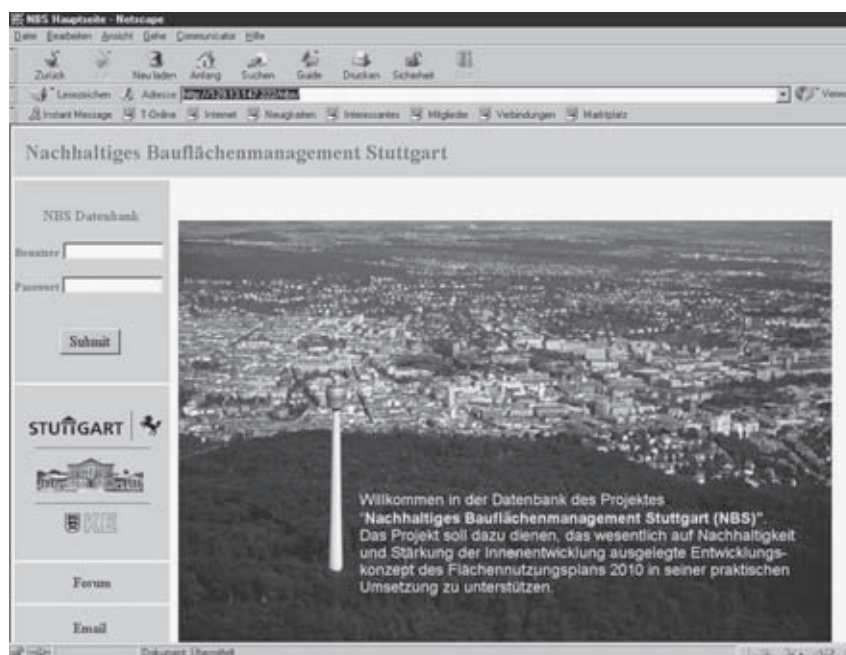 NBS Hauptseite - Netscape
Datei Bearbeiten Ansicht Gehe Communicator Hilfe
Zurück Neu laden Anfang Suchen Guide Drucken Sicherheit
Lesezeichen Adresse
Instant Message T-Online Internet Neuigkeiten Interessantes Mitglieder Verbindungen Marktplatz
Nachhaltiges Bauflächenmanagement Stuttgart
NBS Datenbank
Benutzer
Passwort
Submit
STUTTGART
KE
Forum
Email
Willkommen in der Datenbank des Projektes
"Nachhaltiges Bauflächenmanagement Stuttgart (NBS)".
Das Projekt soll dazu dienen, das wesentlich auf Nachhaltigkeit
und Stärkung der Innenentwicklung ausgelegte Entwicklungs-
konzept des Flächennutzungsplans 2010 in seiner praktischen
Umsetzung zu unterstützen.
Dokument: Übermittelt